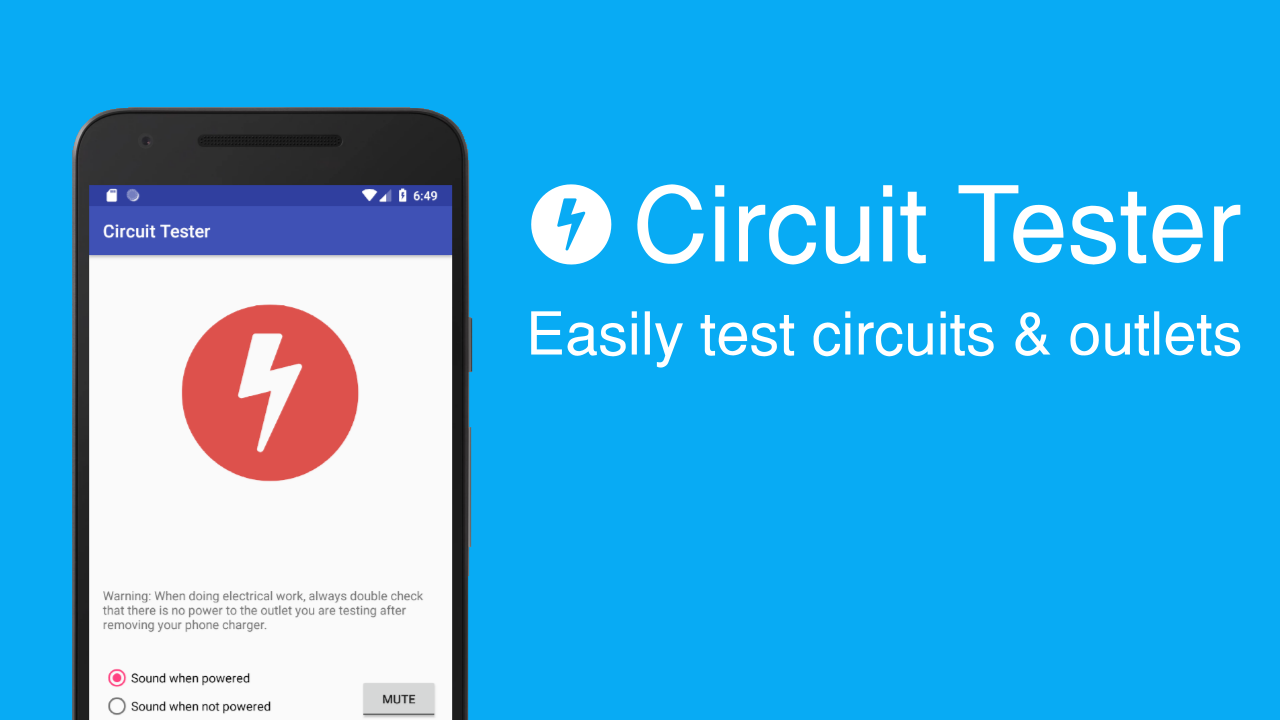 6:49
Circuit Tester
Warning: When doing electrical work, always double check
that there is no power to the outlet you are testing after
removing your phone charger.
Sound when powered
Sound when not powered
MUTE
Circuit Tester
Easily test circuits & outlets